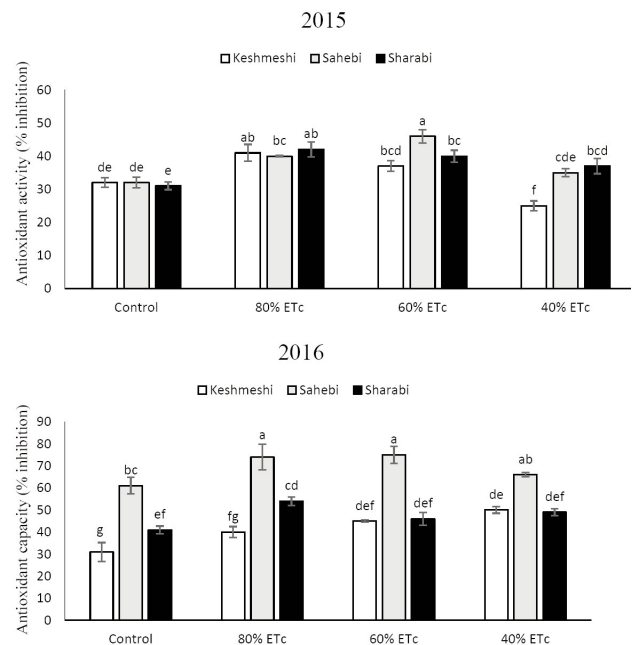 2015
Keshmeshi Sahebi Sharabi
Antioxidant activity (% inhibition)
60
50
40
30
20
10
0
de de e ab bc ab bcd a bc f cde bcd
Control 80% ETc 60% ETc 40% ETc
2016
Keshmeshi Sahebi Sharabi
Antioxidant capacity (% inhibition)
90
80
70
60
50
40
30
20
10
0
g bc ef fg a cd def a def de ab def
Control 80% ETc 60% ETc 40% ETc